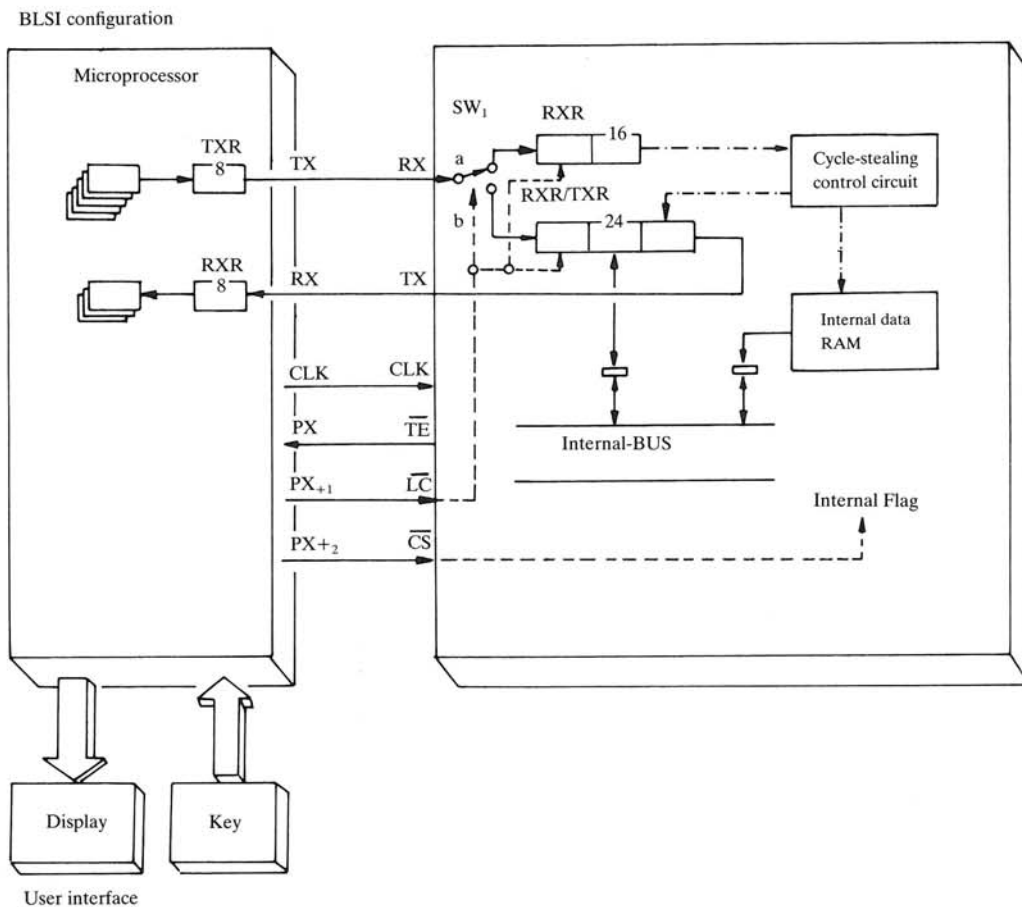 BLSI configuration
Microprocessor
SW1
RXR
TXR
16
8
TX
RX
a
Cycle-stealing
control circuit
RXR/TXR
b
24
RXR
8
RX
TX
Internal data
RAM
CLK
CLK
PX
TE
Internal-BUS
PX+1
LC
Internal Flag
PX+2
CS
Display
Key
User interface